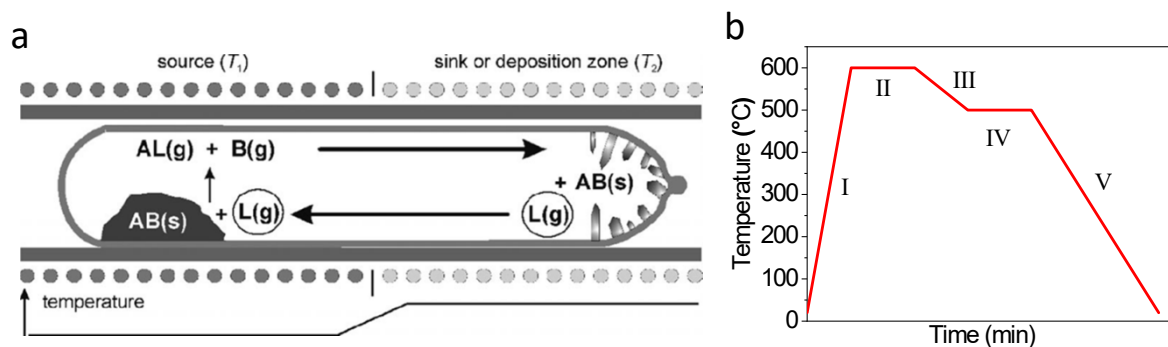 a
source (T₁)
sink or deposition zone (T₂)
AL(g) + B(g)
+ AB(s)
AB(s)
+ L(g)
L(g)
temperature
b
Temperature (°C)
600
500
400
300
200
100
0
I
II
III
IV
V
Time (min)